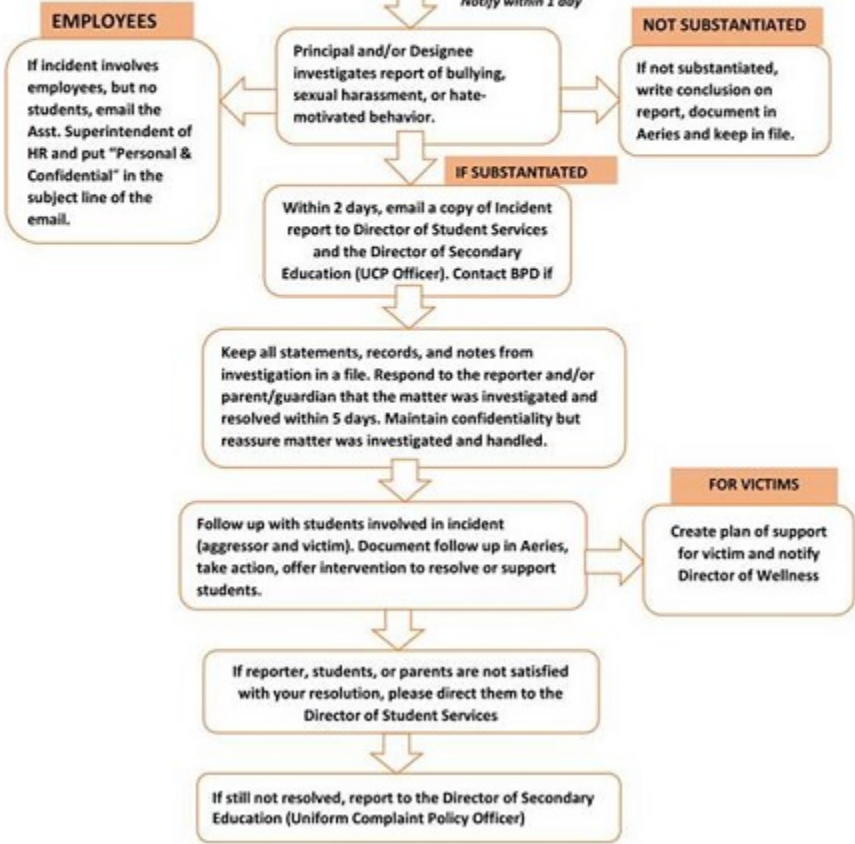 Notify within 1 day
EMPLOYEES
If incident involves
employees, but no
students, email the
Asst. Superintendent of
HR and put "Personal &
Confidential" in the
subject line of the
email.
Principal and/or Designee
investigates report of bullying,
sexual harassment, or hate-
motivated behavior.
NOT SUBSTANTIATED
If not substantiated,
write conclusion on
report, document in
Aeries and keep in file.
IF SUBSTANTIATED
Within 2 days, email a copy of Incident
report to Director of Student Services
and the Director of Secondary
Education (UCP Officer). Contact BPD if
Keep all statements, records, and notes from
investigation in a file. Respond to the reporter and/or
parent/guardian that the matter was investigated and
resolved within 5 days. Maintain confidentiality but
reassure matter was investigated and handled.
Follow up with students involved in incident
(aggressor and victim). Document follow up in Aeries,
take action, offer intervention to resolve or support
students.
FOR VICTIMS
Create plan of support
for victim and notify
Director of Wellness
If reporter, students, or parents are not satisfied
with your resolution, please direct them to the
Director of Student Services
If still not resolved, report to the Director of Secondary
Education (Uniform Complaint Policy Officer)